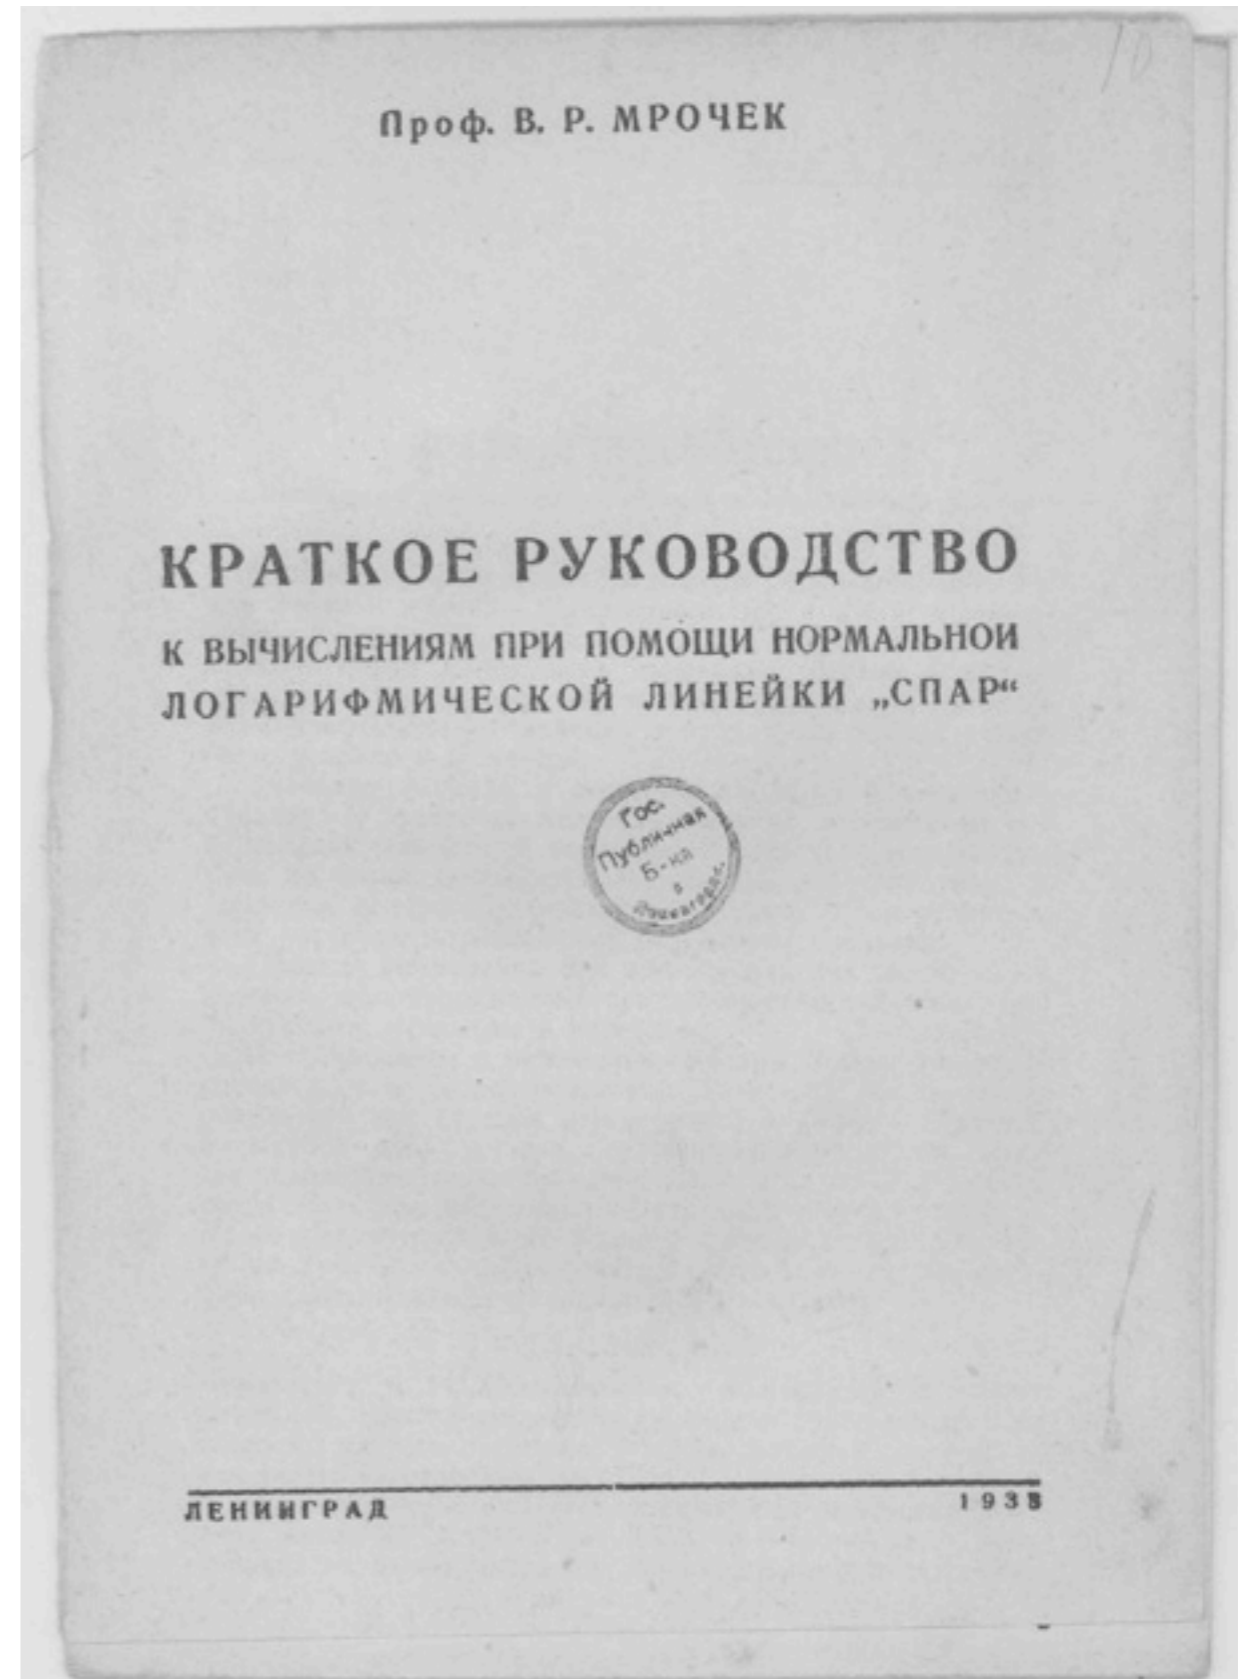 Проф. В. Р. МРОЧЕК
КРАТКОЕ РУКОВОДСТВО
К ВЫЧИСЛЕНИЯМ ПРИ ПОМОЩИ НОРМАЛЬНОЙ
ЛОГАРИФМИЧЕСКОЙ ЛИНЕЙКИ „СПАР“
Гос.
Публичная
Б-ка
в
ЛЕНИНГРАД